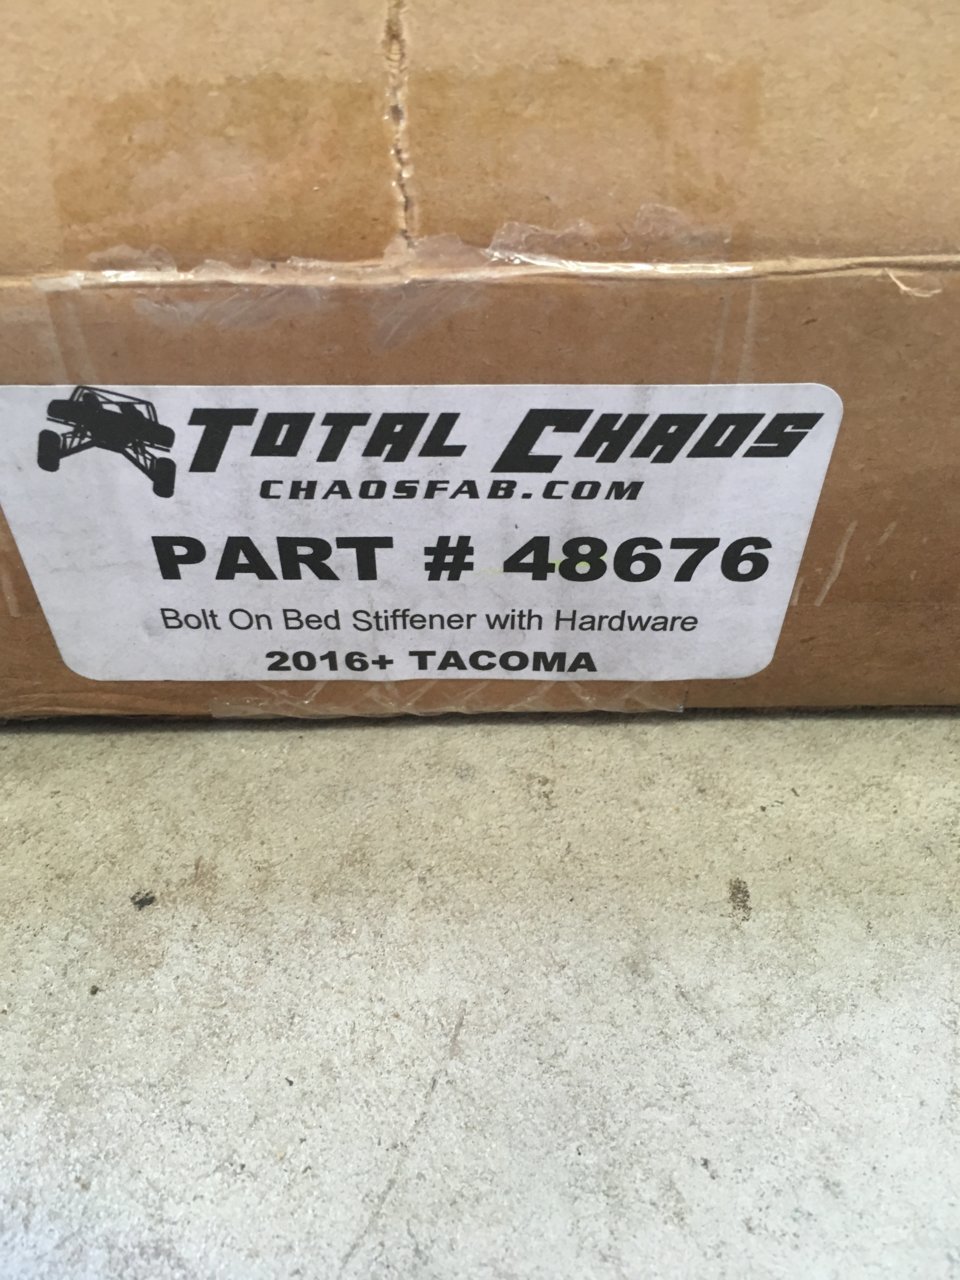 TOTAL CHAOS
CHAOSFAB.COM
PART # 48676
Bolt On Bed Stiffener with Hardware
2016+ TACOMA